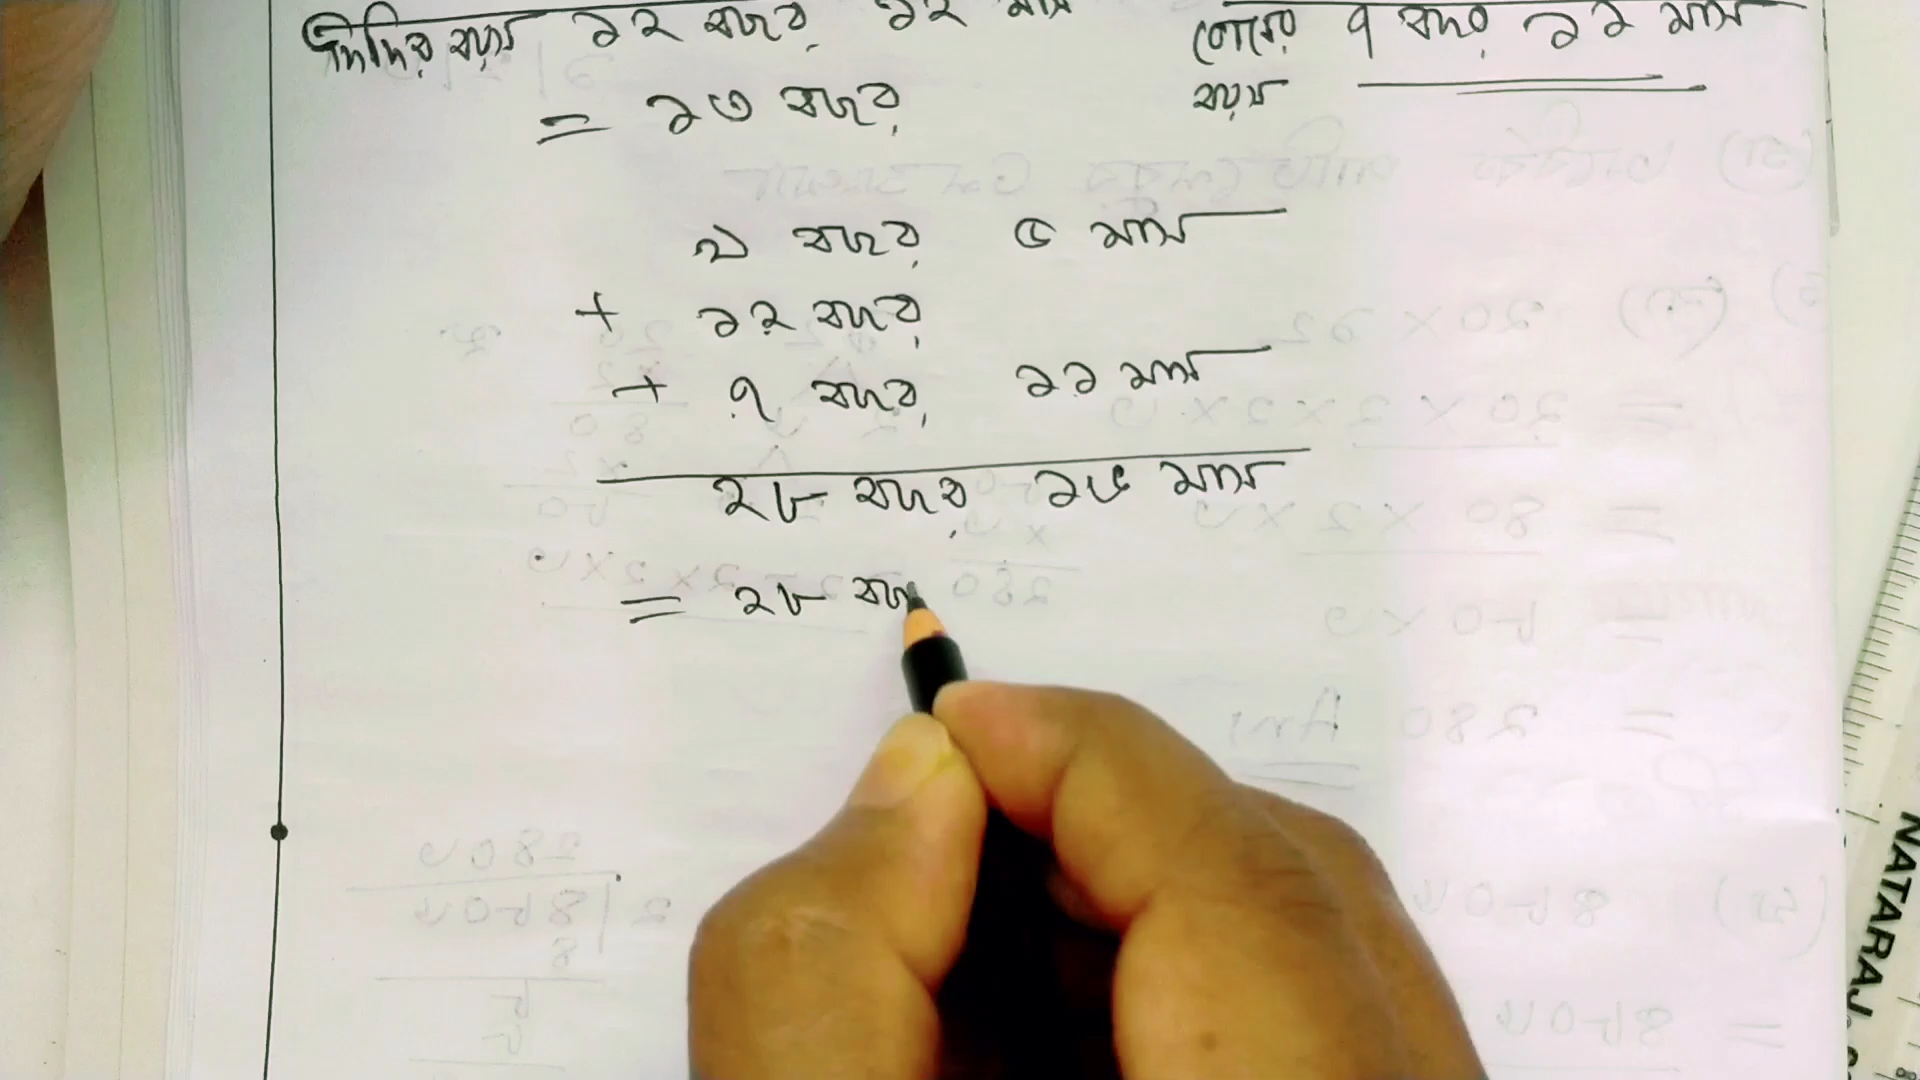 দিদির বয়স ১২ বছর ১২ মাস
= ১৩ বছর
বোনের ৭ বছর ১১ মাস
বয়স
৯ বছর ৫ মাস
+ ১২ বছর
+ ৭ বছর ১১ মাস
২৮ বছর ১৬ মাস
= ২৮ বছ
NATARAJ